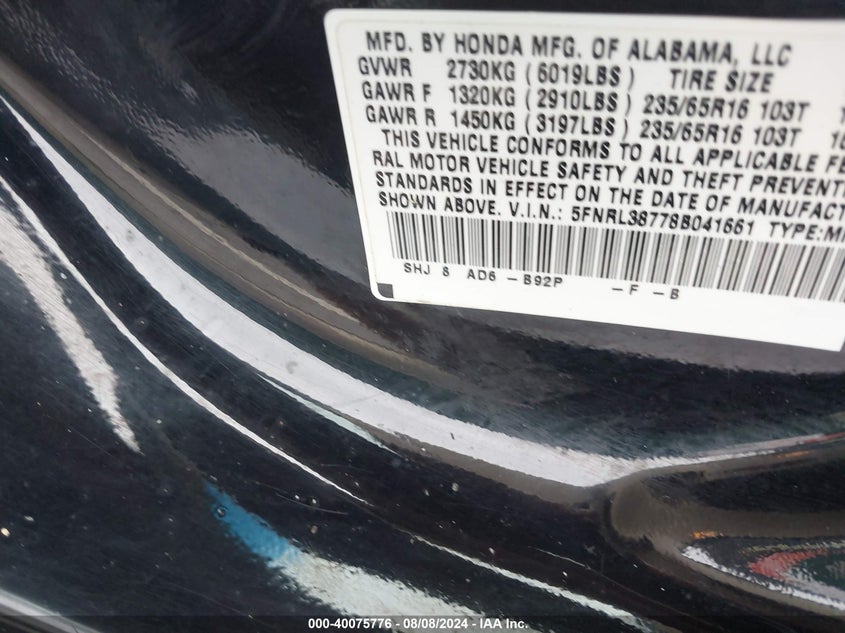 MFD. BY HONDA MFG. OF ALABAMA, LLC
GVWR 2730KG (6019LBS) TIRE SIZE
GAWR F 1320KG (2910LBS) 235/65R16 103T
GAWR R 1450KG (3197LBS) 235/65R16 103T
THIS VEHICLE CONFORMS TO ALL APPLICABLE FE
RAL MOTOR VEHICLE SAFETY AND THEFT PREVENTI
STANDARDS IN EFFECT ON THE DATE OF MANUFACT
SHOWN ABOVE. V.I.N.: 5FNRL38778B041661 TYPE:M
SHJ 8 AD6 -B92P -F -B
000-40075776 - 08/08/2024 - IAA Inc.